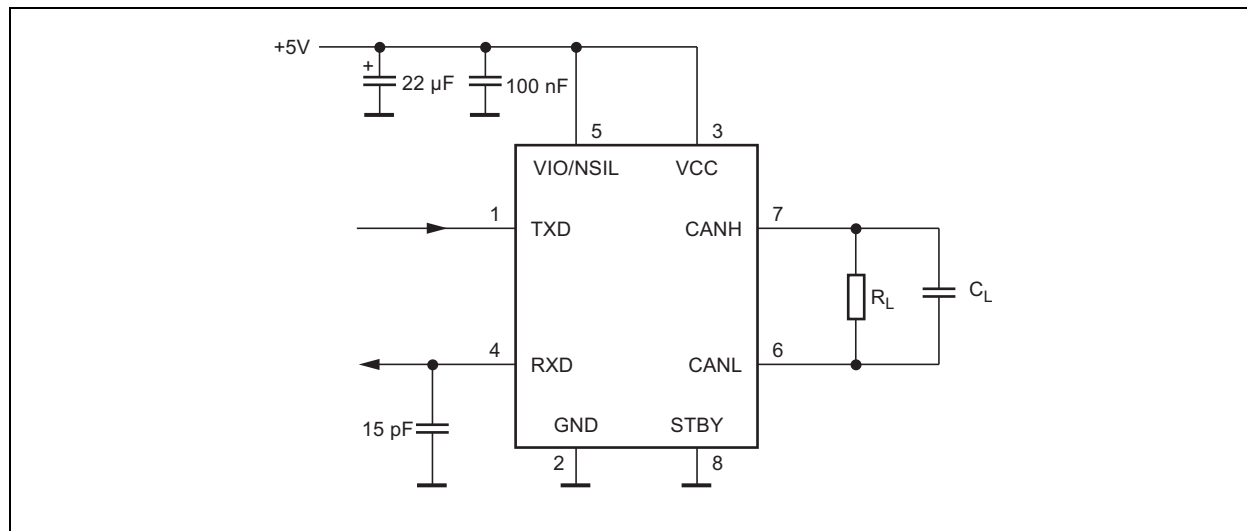 +5V
+
22 µF
100 nF
5
3
VIO/NSIL
VCC
1
TXD
CANH
7
R_L
C_L
4
RXD
CANL
6
15 pF
GND
STBY
2
8